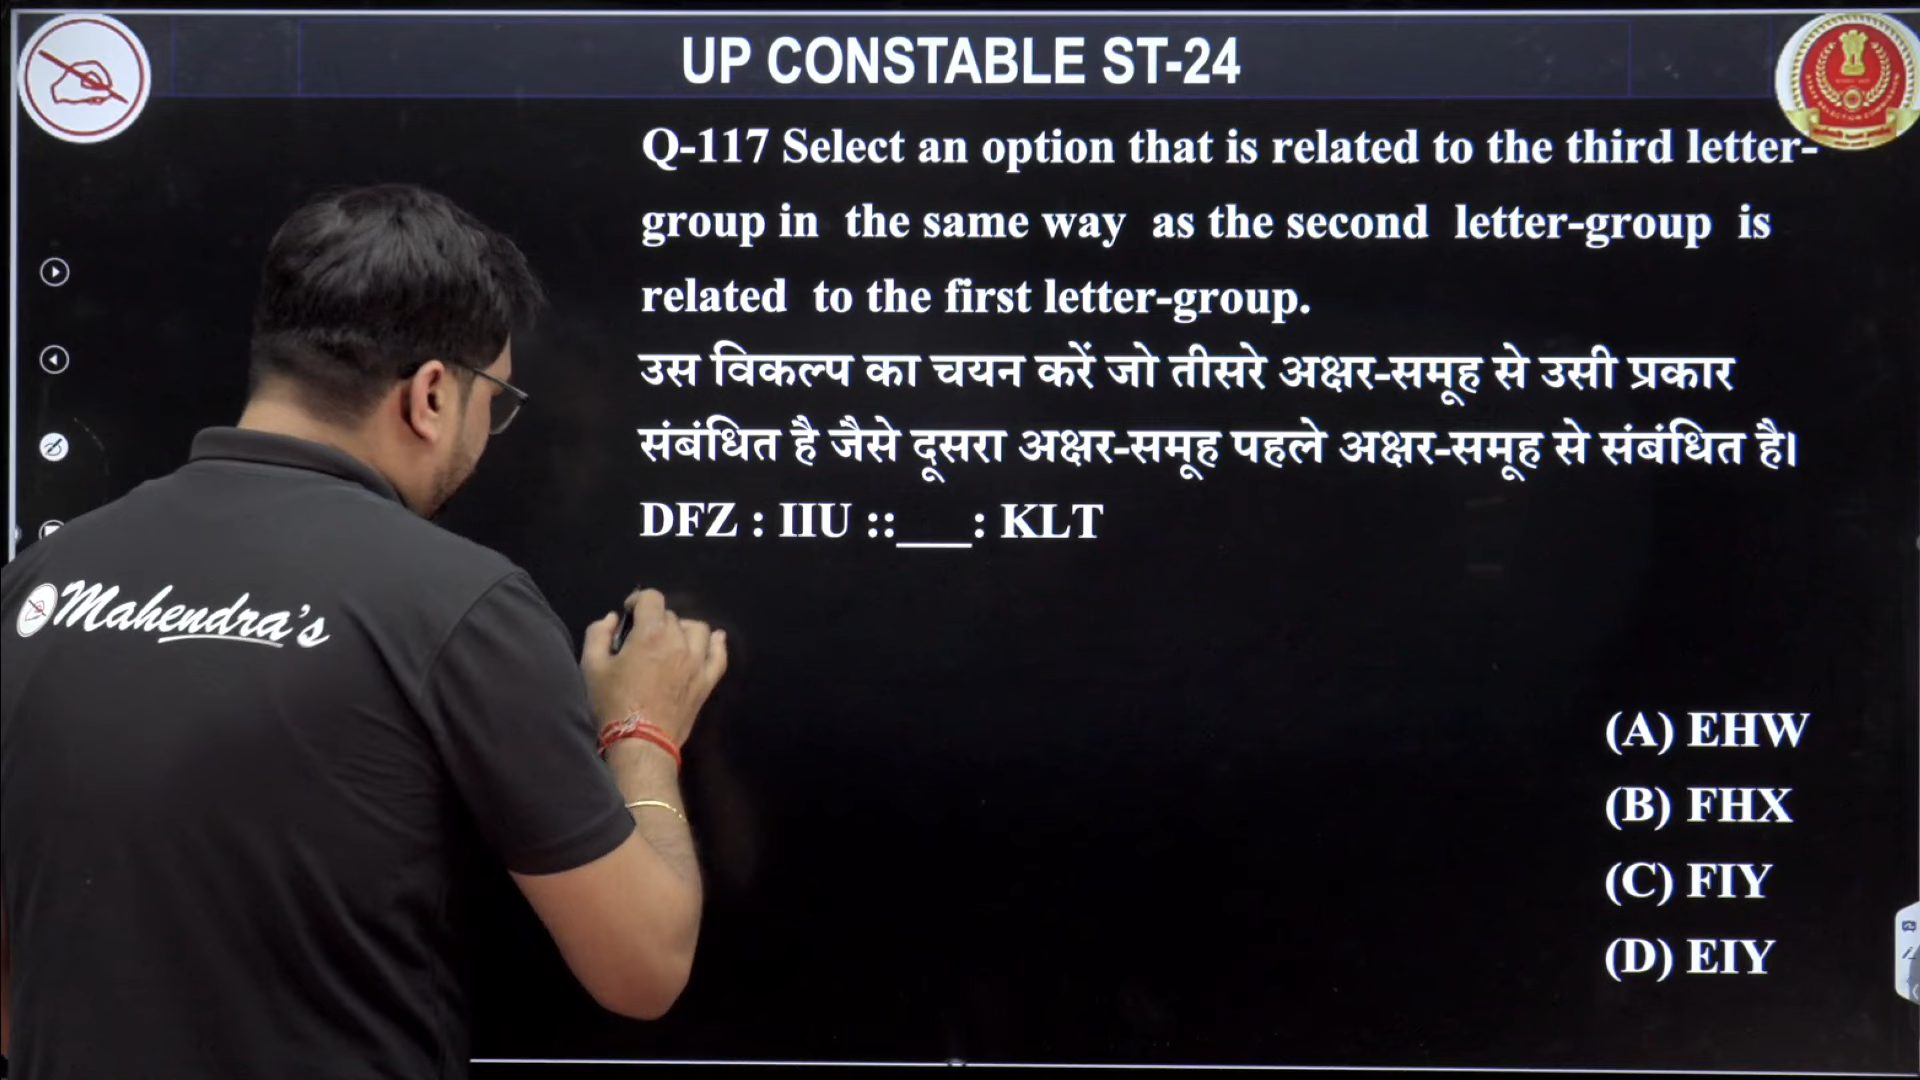 UP CONSTABLE ST-24
Q-117 Select an option that is related to the third letter-
group in the same way as the second letter-group is
related to the first letter-group.
उस विकल्प का चयन करें जो तीसरे अक्षर-समूह से उसी प्रकार
संबंधित है जैसे दूसरा अक्षर-समूह पहले अक्षर-समूह से संबंधित है।
DFZ : IIU ::___: KLT
Mahendra's
(A) EHW
(B) FHX
(C) FIY
(D) EIY